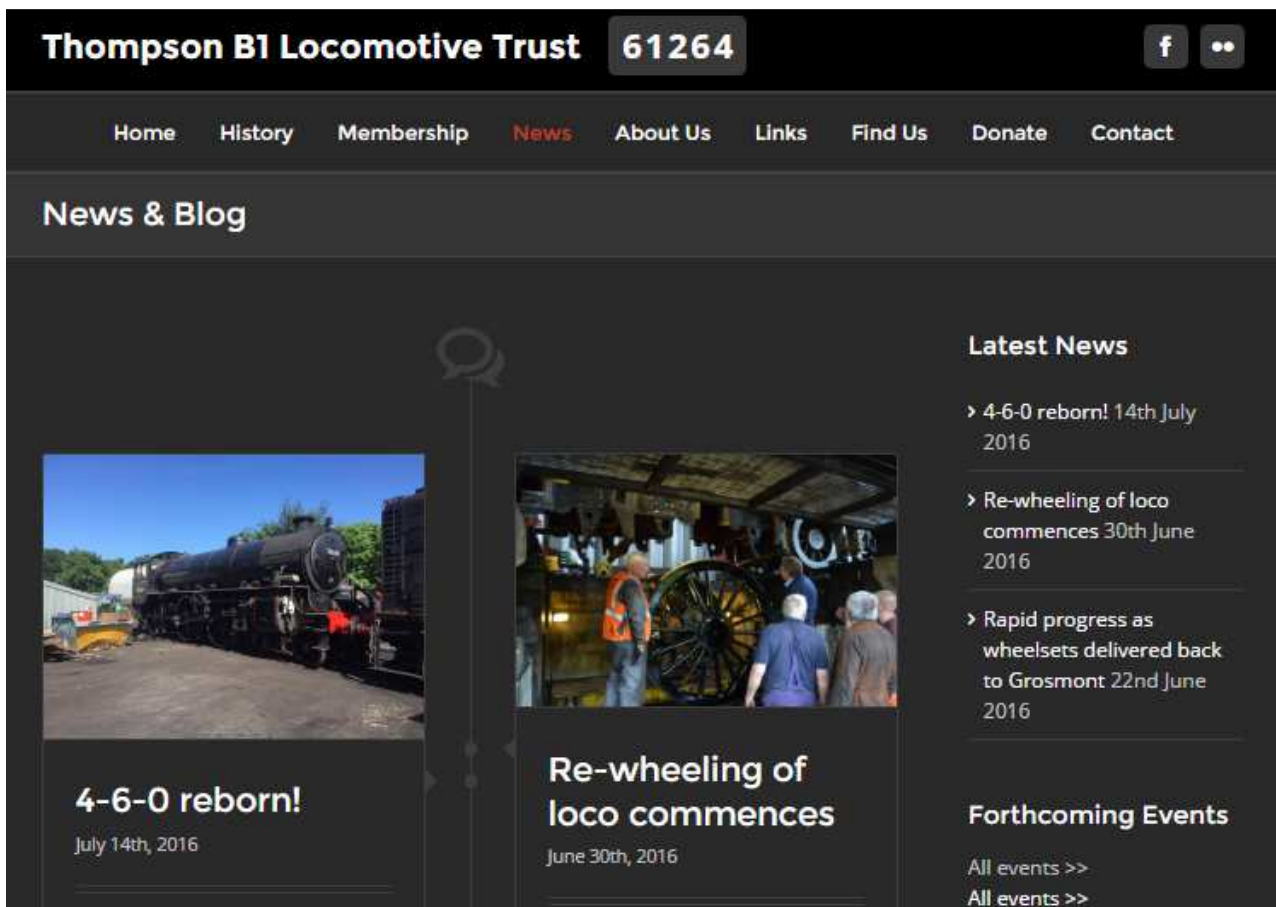 Thompson B1 Locomotive Trust 61264
Home History Membership News About Us Links Find Us Donate Contact
News & Blog
4-6-0 reborn!
July 14th, 2016
Re-wheeling of
loco commences
June 30th, 2016
Latest News
4-6-0 reborn! 14th July
2016
Re-wheeling of loco
commences 30th June
2016
Rapid progress as
wheelsets delivered back
to Grosmont 22nd June
2016
Forthcoming Events
All events >>
All events >>